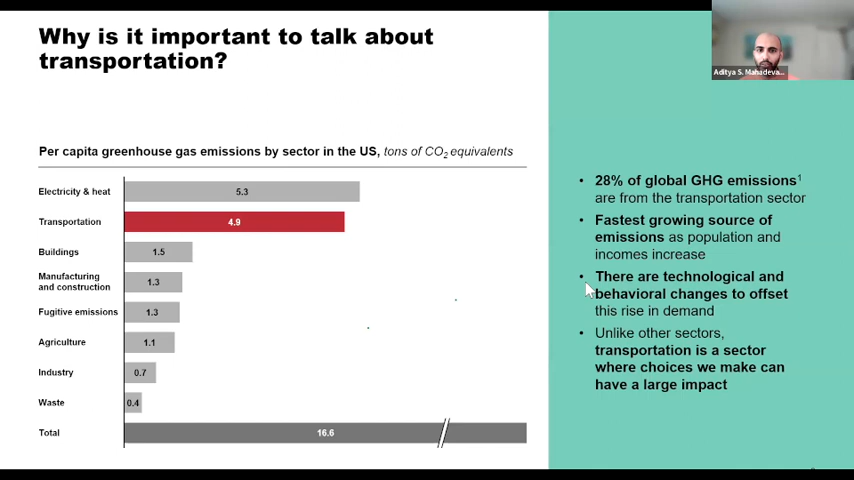 Why is it important to talk about
transportation?
Aditya S. Mahadeva...
Per capita greenhouse gas emissions by sector in the US, tons of CO2 equivalents
Electricity & heat 5.3
Transportation 4.9
Buildings 1.5
Manufacturing
and construction 1.3
Fugitive emissions 1.3
Agriculture 1.1
Industry 0.7
Waste 0.4
Total 16.6
• 28% of global GHG emissions1
are from the transportation sector
• Fastest growing source of
emissions as population and
incomes increase
• There are technological and
behavioral changes to offset
this rise in demand
• Unlike other sectors,
transportation is a sector
where choices we make can
have a large impact